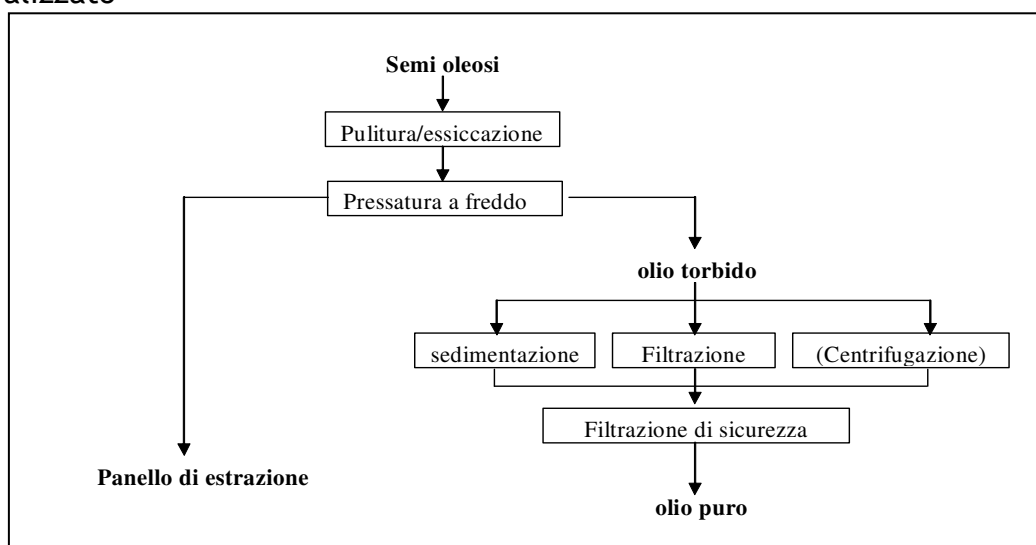 Semi oleosi
Pulitura/essiccazione
Pressatura a freddo
olio torbido
sedimentazione
Filtrazione
(Centrifugazione)
Filtrazione di sicurezza
Panello di estrazione
olio puro